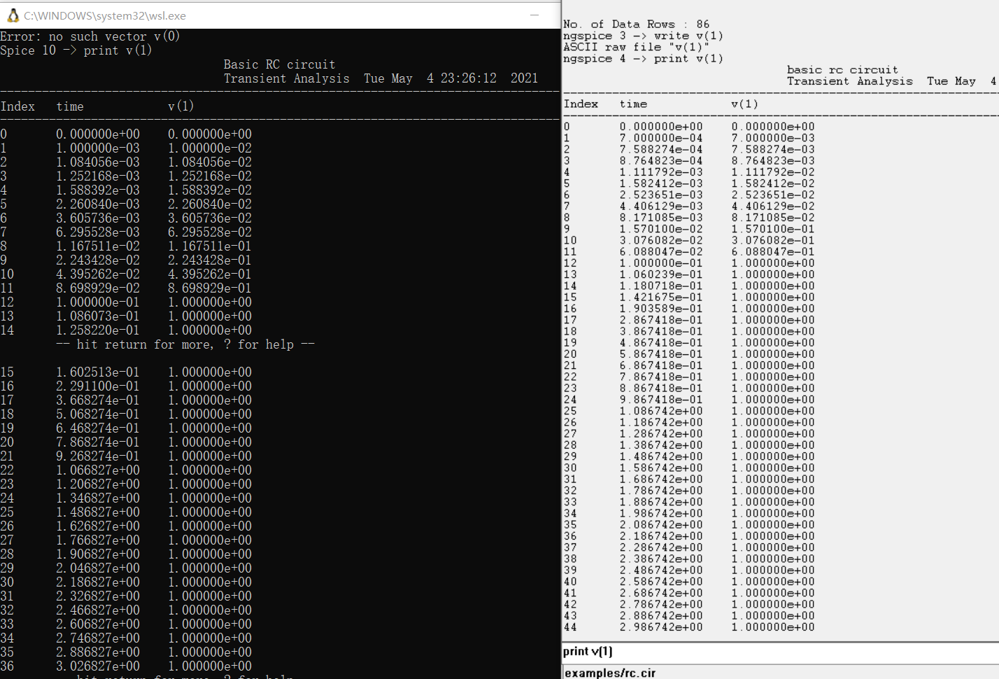 C:\WINDOWS\system32\wsl.exe
Error: no such vector v(0)
Spice 10 -> print v(1)
Basic RC circuit
Transient Analysis  Tue May  4 23:26:12  2021
--------------------------------------------------------------------------------
Index   time            v(1)
--------------------------------------------------------------------------------
0       0.000000e+00    0.000000e+00
1       1.000000e-03    1.000000e-02
2       1.084056e-03    1.084056e-02
3       1.252168e-03    1.252168e-02
4       1.588392e-03    1.588392e-02
5       2.260840e-03    2.260840e-02
6       3.605736e-03    3.605736e-02
7       6.295528e-03    6.295528e-02
8       1.167511e-02    1.167511e-01
9       2.243428e-02    2.243428e-01
10      4.395262e-02    4.395262e-01
11      8.698929e-02    8.698929e-01
12      1.000000e-01    1.000000e+00
13      1.086073e-01    1.000000e+00
14      1.258220e-01    1.000000e+00
-- hit return for more, ? for help --
15      1.602513e-01    1.000000e+00
16      2.291100e-01    1.000000e+00
17      3.668274e-01    1.000000e+00
18      5.068274e-01    1.000000e+00
19      6.468274e-01    1.000000e+00
20      7.868274e-01    1.000000e+00
21      9.268274e-01    1.000000e+00
22      1.066827e+00    1.000000e+00
23      1.206827e+00    1.000000e+00
24      1.346827e+00    1.000000e+00
25      1.486827e+00    1.000000e+00
26      1.626827e+00    1.000000e+00
27      1.766827e+00    1.000000e+00
28      1.906827e+00    1.000000e+00
29      2.046827e+00    1.000000e+00
30      2.186827e+00    1.000000e+00
31      2.326827e+00    1.000000e+00
32      2.466827e+00    1.000000e+00
33      2.606827e+00    1.000000e+00
34      2.746827e+00    1.000000e+00
35      2.886827e+00    1.000000e+00
36      3.026827e+00    1.000000e+00
-- hit return for more, ? for help --
No. of Data Rows : 86
ngspice 3 -> write v(1)
ASCII raw file "v(1)"
ngspice 4 -> print v(1)
basic rc circuit
Transient Analysis  Tue May  4
--------------------------------------------------------------------------------
Index   time            v(1)
--------------------------------------------------------------------------------
0       0.000000e+00    0.000000e+00
1       7.000000e-04    7.000000e-03
2       7.588274e-04    7.588274e-03
3       8.764823e-04    8.764823e-03
4       1.111792e-03    1.111792e-02
5       1.582412e-03    1.582412e-02
6       2.523651e-03    2.523651e-02
7       4.406129e-03    4.406129e-02
8       8.171085e-03    8.171085e-02
9       1.570100e-02    1.570100e-01
10      3.076082e-02    3.076082e-01
11      6.088047e-02    6.088047e-01
12      1.000000e-01    1.000000e+00
13      1.060239e-01    1.000000e+00
14      1.180718e-01    1.000000e+00
15      1.421675e-01    1.000000e+00
16      1.903589e-01    1.000000e+00
17      2.867418e-01    1.000000e+00
18      3.867418e-01    1.000000e+00
19      4.867418e-01    1.000000e+00
20      5.867418e-01    1.000000e+00
21      6.867418e-01    1.000000e+00
22      7.867418e-01    1.000000e+00
23      8.867418e-01    1.000000e+00
24      9.867418e-01    1.000000e+00
25      1.086742e+00    1.000000e+00
26      1.186742e+00    1.000000e+00
27      1.286742e+00    1.000000e+00
28      1.386742e+00    1.000000e+00
29      1.486742e+00    1.000000e+00
30      1.586742e+00    1.000000e+00
31      1.686742e+00    1.000000e+00
32      1.786742e+00    1.000000e+00
33      1.886742e+00    1.000000e+00
34      1.986742e+00    1.000000e+00
35      2.086742e+00    1.000000e+00
36      2.186742e+00    1.000000e+00
37      2.286742e+00    1.000000e+00
38      2.386742e+00    1.000000e+00
39      2.486742e+00    1.000000e+00
40      2.586742e+00    1.000000e+00
41      2.686742e+00    1.000000e+00
42      2.786742e+00    1.000000e+00
43      2.886742e+00    1.000000e+00
44      2.986742e+00    1.000000e+00
print v(1)
examples/rc.cir